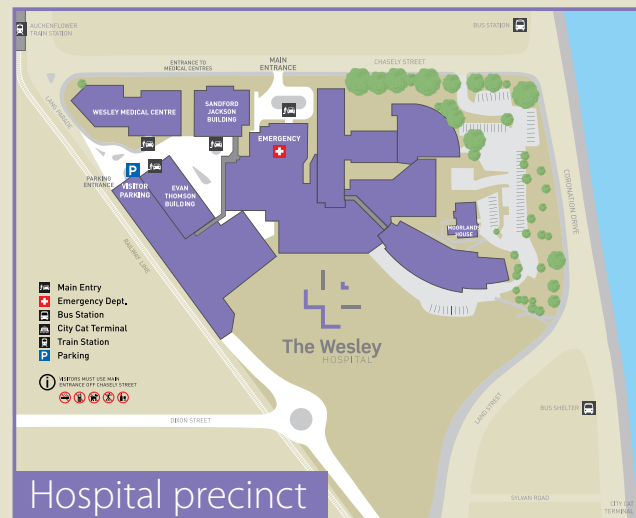 AUCHENFLOWER
TRAIN STATION
BUS STATION
ENTRANCE TO
MEDICAL CENTRES
MAIN
ENTRANCE
CHASELY STREET
LANG PARADE
WESLEY MEDICAL CENTRE
SANDFORD
JACKSON
BUILDING
EMERGENCY
PARKING
ENTRANCE
P
VISITOR
PARKING
EVAN
THOMSON
BUILDING
MOORLANDS
HOUSE
CORONATION DRIVE
RAILWAY LINE
Main Entry
Emergency Dept.
Bus Station
City Cat Terminal
Train Station
P Parking
i VISITORS MUST USE MAIN
ENTRANCE OFF CHASELY STREET
The Wesley
HOSPITAL
LAND STREET
BUS SHELTER
DIXON STREET
SYLVAN ROAD
CITY CAT
TERMINAL
Hospital precinct